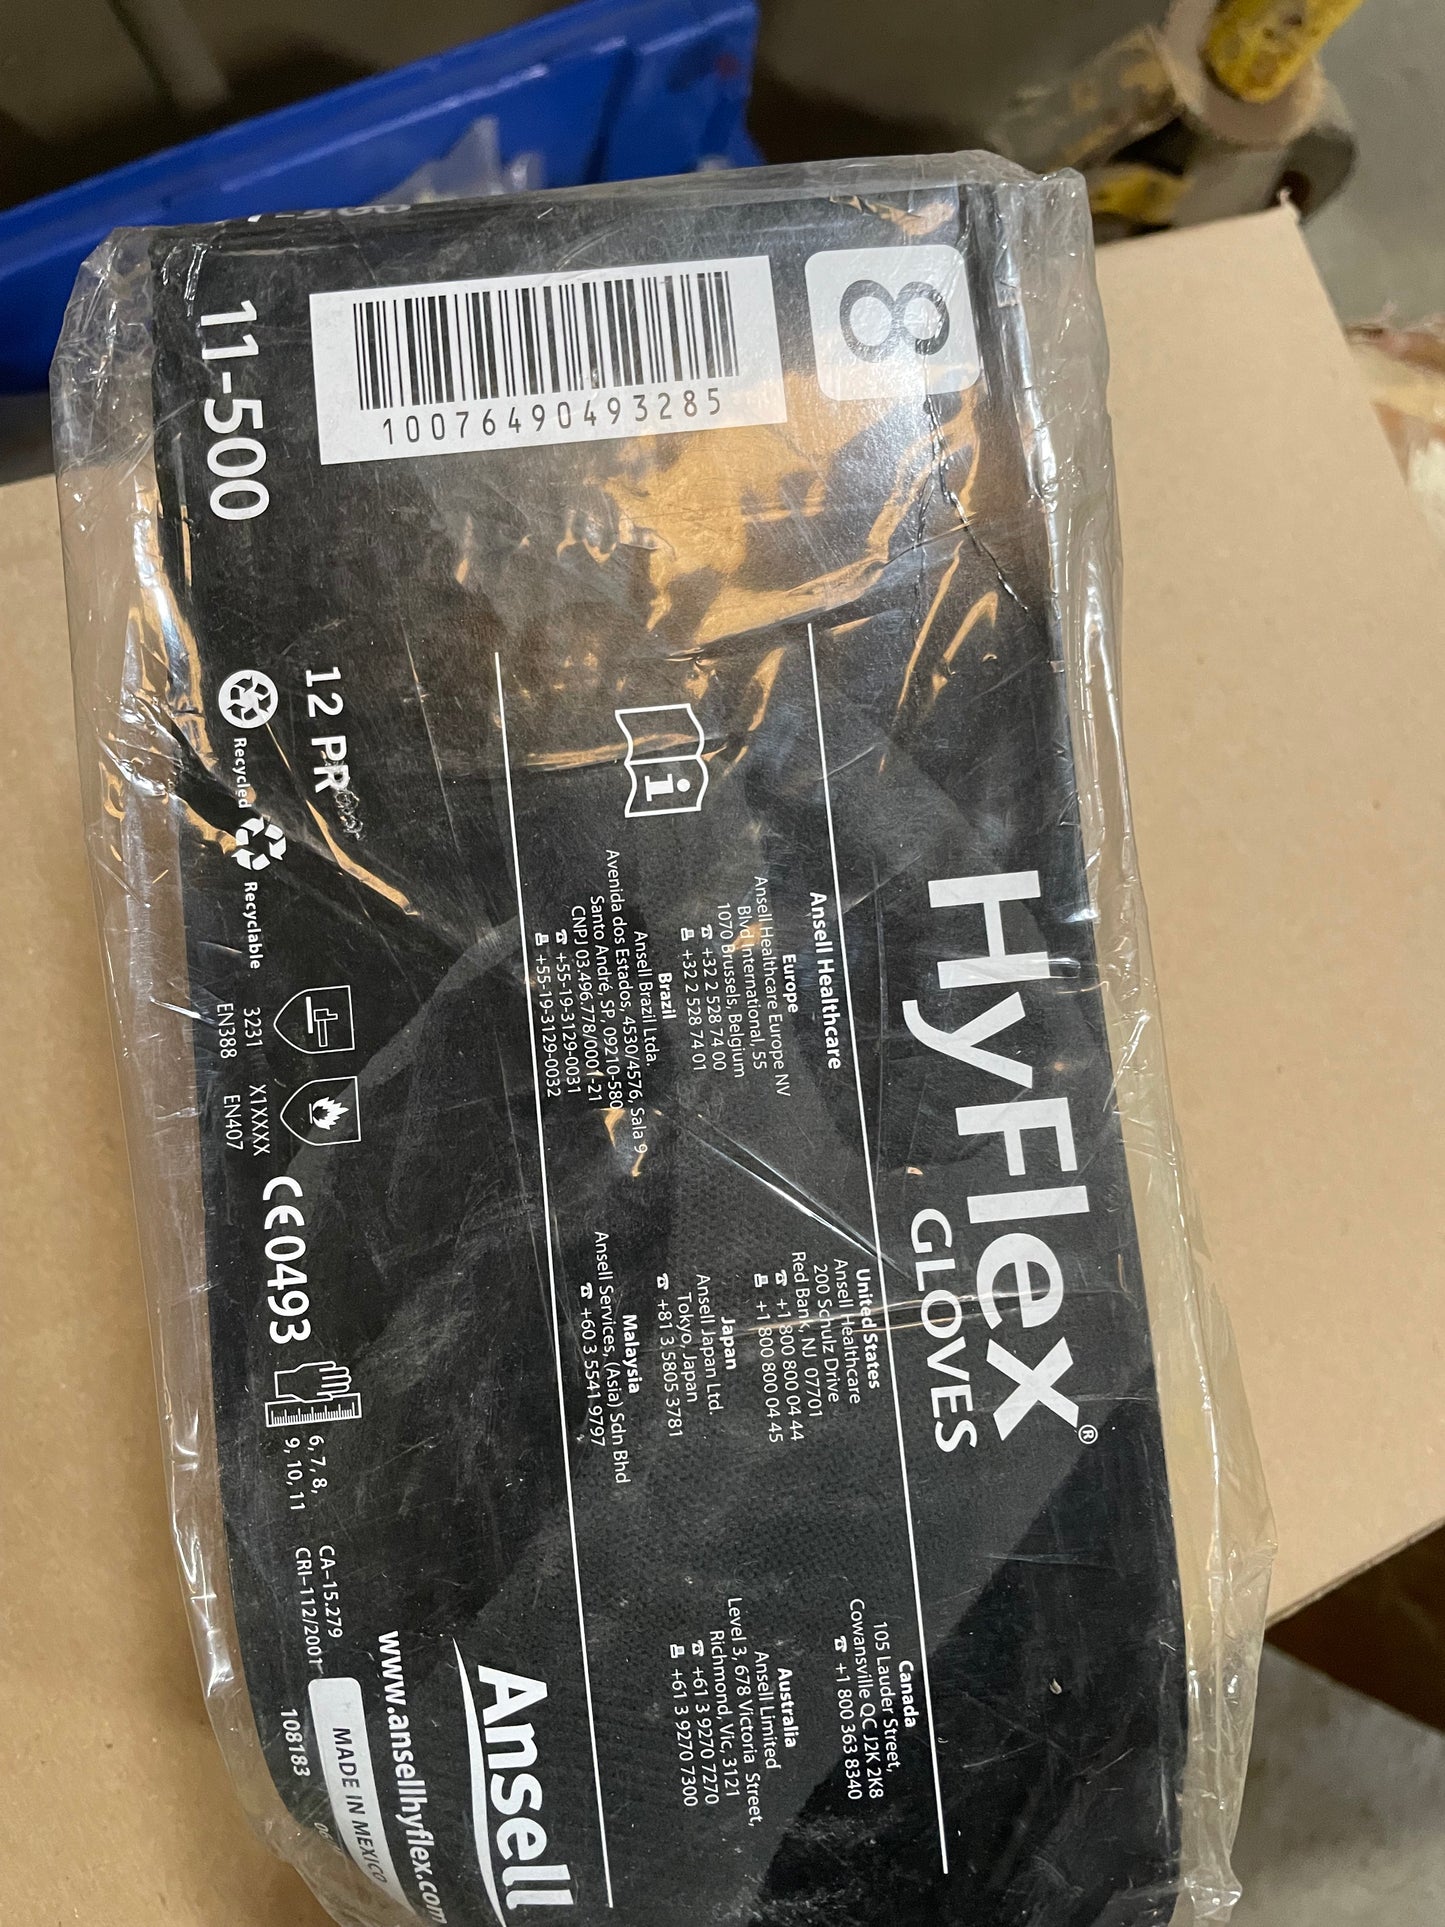 HyFlex®
GLOVES
8
10076490493285
11-500
Ansell Healthcare
Europe
Ansell Healthcare Europe NV
Blvd International, 55
1070 Brussels, Belgium
☎ +32 2 528 74 00
+32 2 528 74 01
United States
Ansell Healthcare
200 Schulz Drive
Red Bank, NJ 07701
☎ +1 800 800 04 44
+1 800 800 04 45
Canada
105 Lauder Street,
Cowansville QC J2K 2K8
☎ +1 800 363 8340
Brazil
Ansell Brazil Ltda.
Avenida dos Estados, 4530/4576, Sala 9
Santo André, SP, 09210-580
CNPJ 03.496.778/0001-21
☎ +55-19-3129-0031
+55-19-3129-0032
Japan
Ansell Japan Ltd.
Tokyo, Japan
☎ +81 3 5805 3781
Australia
Ansell Limited
Level 3, 678 Victoria Street,
Richmond, Vic, 3121
☎ +61 3 9270 7270
+61 3 9270 7300
Malaysia
Ansell Services, (Asia) Sdn Bhd
☎ +60 3 5541 9797
i
Ansell
www.ansellhyflex.com
12 PR
Recycled
Recyclable
3231
EN388
X1XXXX
EN407
CE0493
6, 7, 8,
9, 10, 11
CA-15.279
CRI-112/2001
MADE IN MEXICO
108183